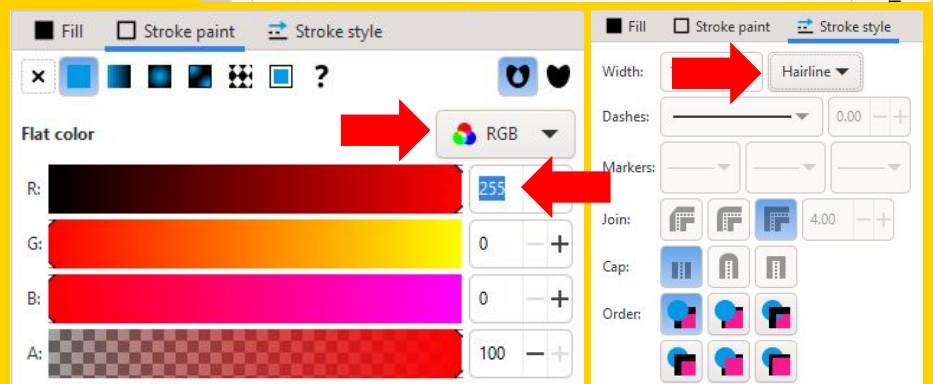 Fill Stroke paint Stroke style
?
Flat color
RGB
R: 255
G: 0 − +
B: 0 − +
A: 100 − +
Fill Stroke paint Stroke style
Width: Hairline
Dashes: 0.00 − +
Markers:
Join: 4.00 − +
Cap:
Order: